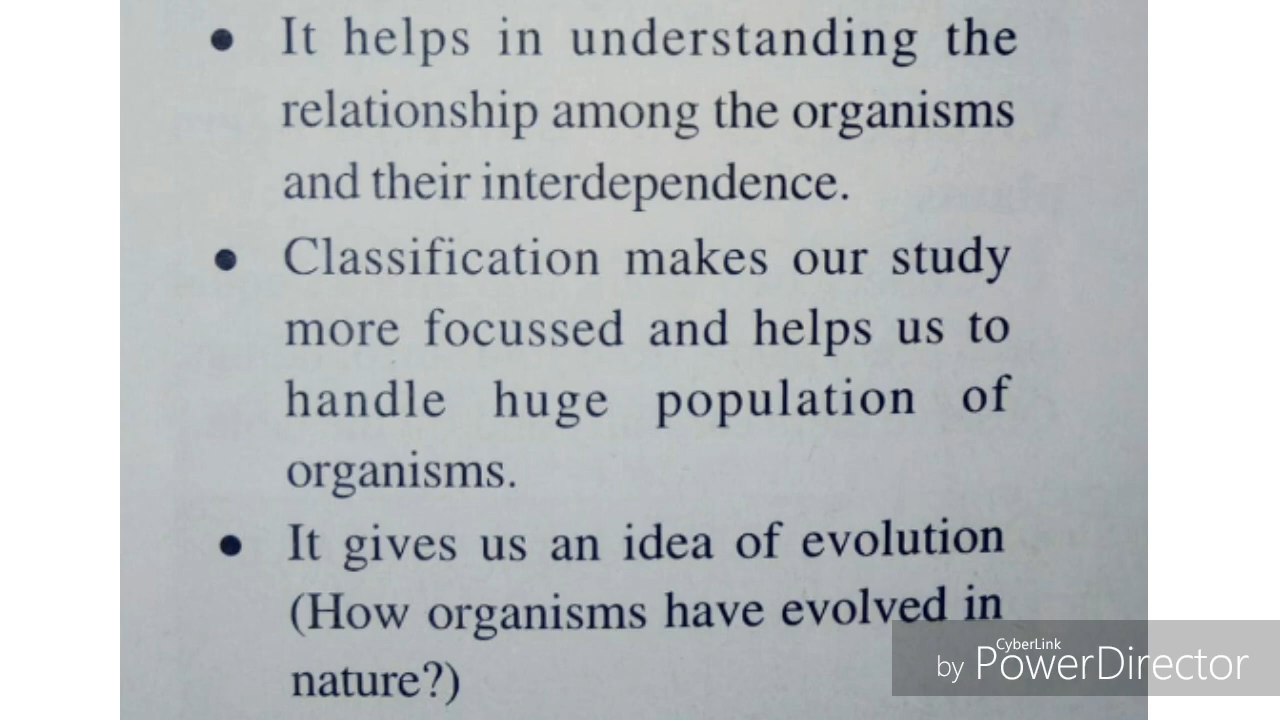 • It helps in understanding the
relationship among the organisms
and their interdependence.
• Classification makes our study
more focussed and helps us to
handle huge population of
organisms.
• It gives us an idea of evolution
(How organisms have evolved in
nature?)
CyberLink
by PowerDirector